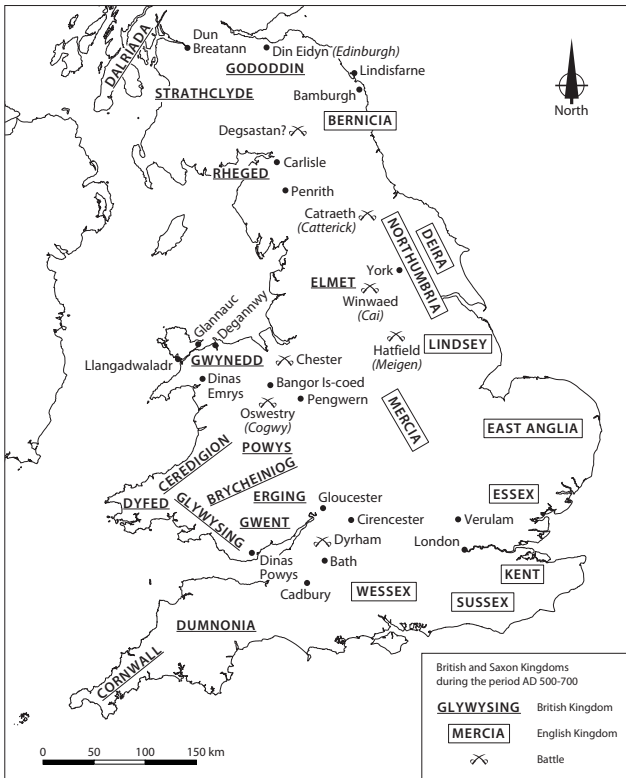 Dun
Breatann
Din Eidyn (Edinburgh)
DALRIADA
GODODDIN
Lindisfarne
STRATHCLYDE
Bamburgh
North
Degsastan?
BERNICIA
Carlisle
RHEGED
Penrith
Catraeth
(Catterick)
NORTHUMBRIA
DEIRA
York
ELMET
Winwaed
(Cai)
Glannauc
Degannwy
Hatfield
(Meigen)
LINDSEY
Llangadwaladr
GWYNEDD
Chester
Dinas
Emrys
Bangor Is-coed
Pengwern
Oswestry
(Cogwy)
MERCIA
EAST ANGLIA
POWYS
CEREDIGION
BRYCHEINIOG
ERGING
DYFED
GLYWYSING
GWENT
Gloucester
Cirencester
Verulam
ESSEX
Dyrham
London
Dinas
Powys
Bath
KENT
Cadbury
WESSEX
SUSSEX
DUMNONIA
CORNWALL
British and Saxon Kingdoms
during the period AD 500-700
GLYWYSING British Kingdom
MERCIA English Kingdom
Battle
0 50 100 150 km